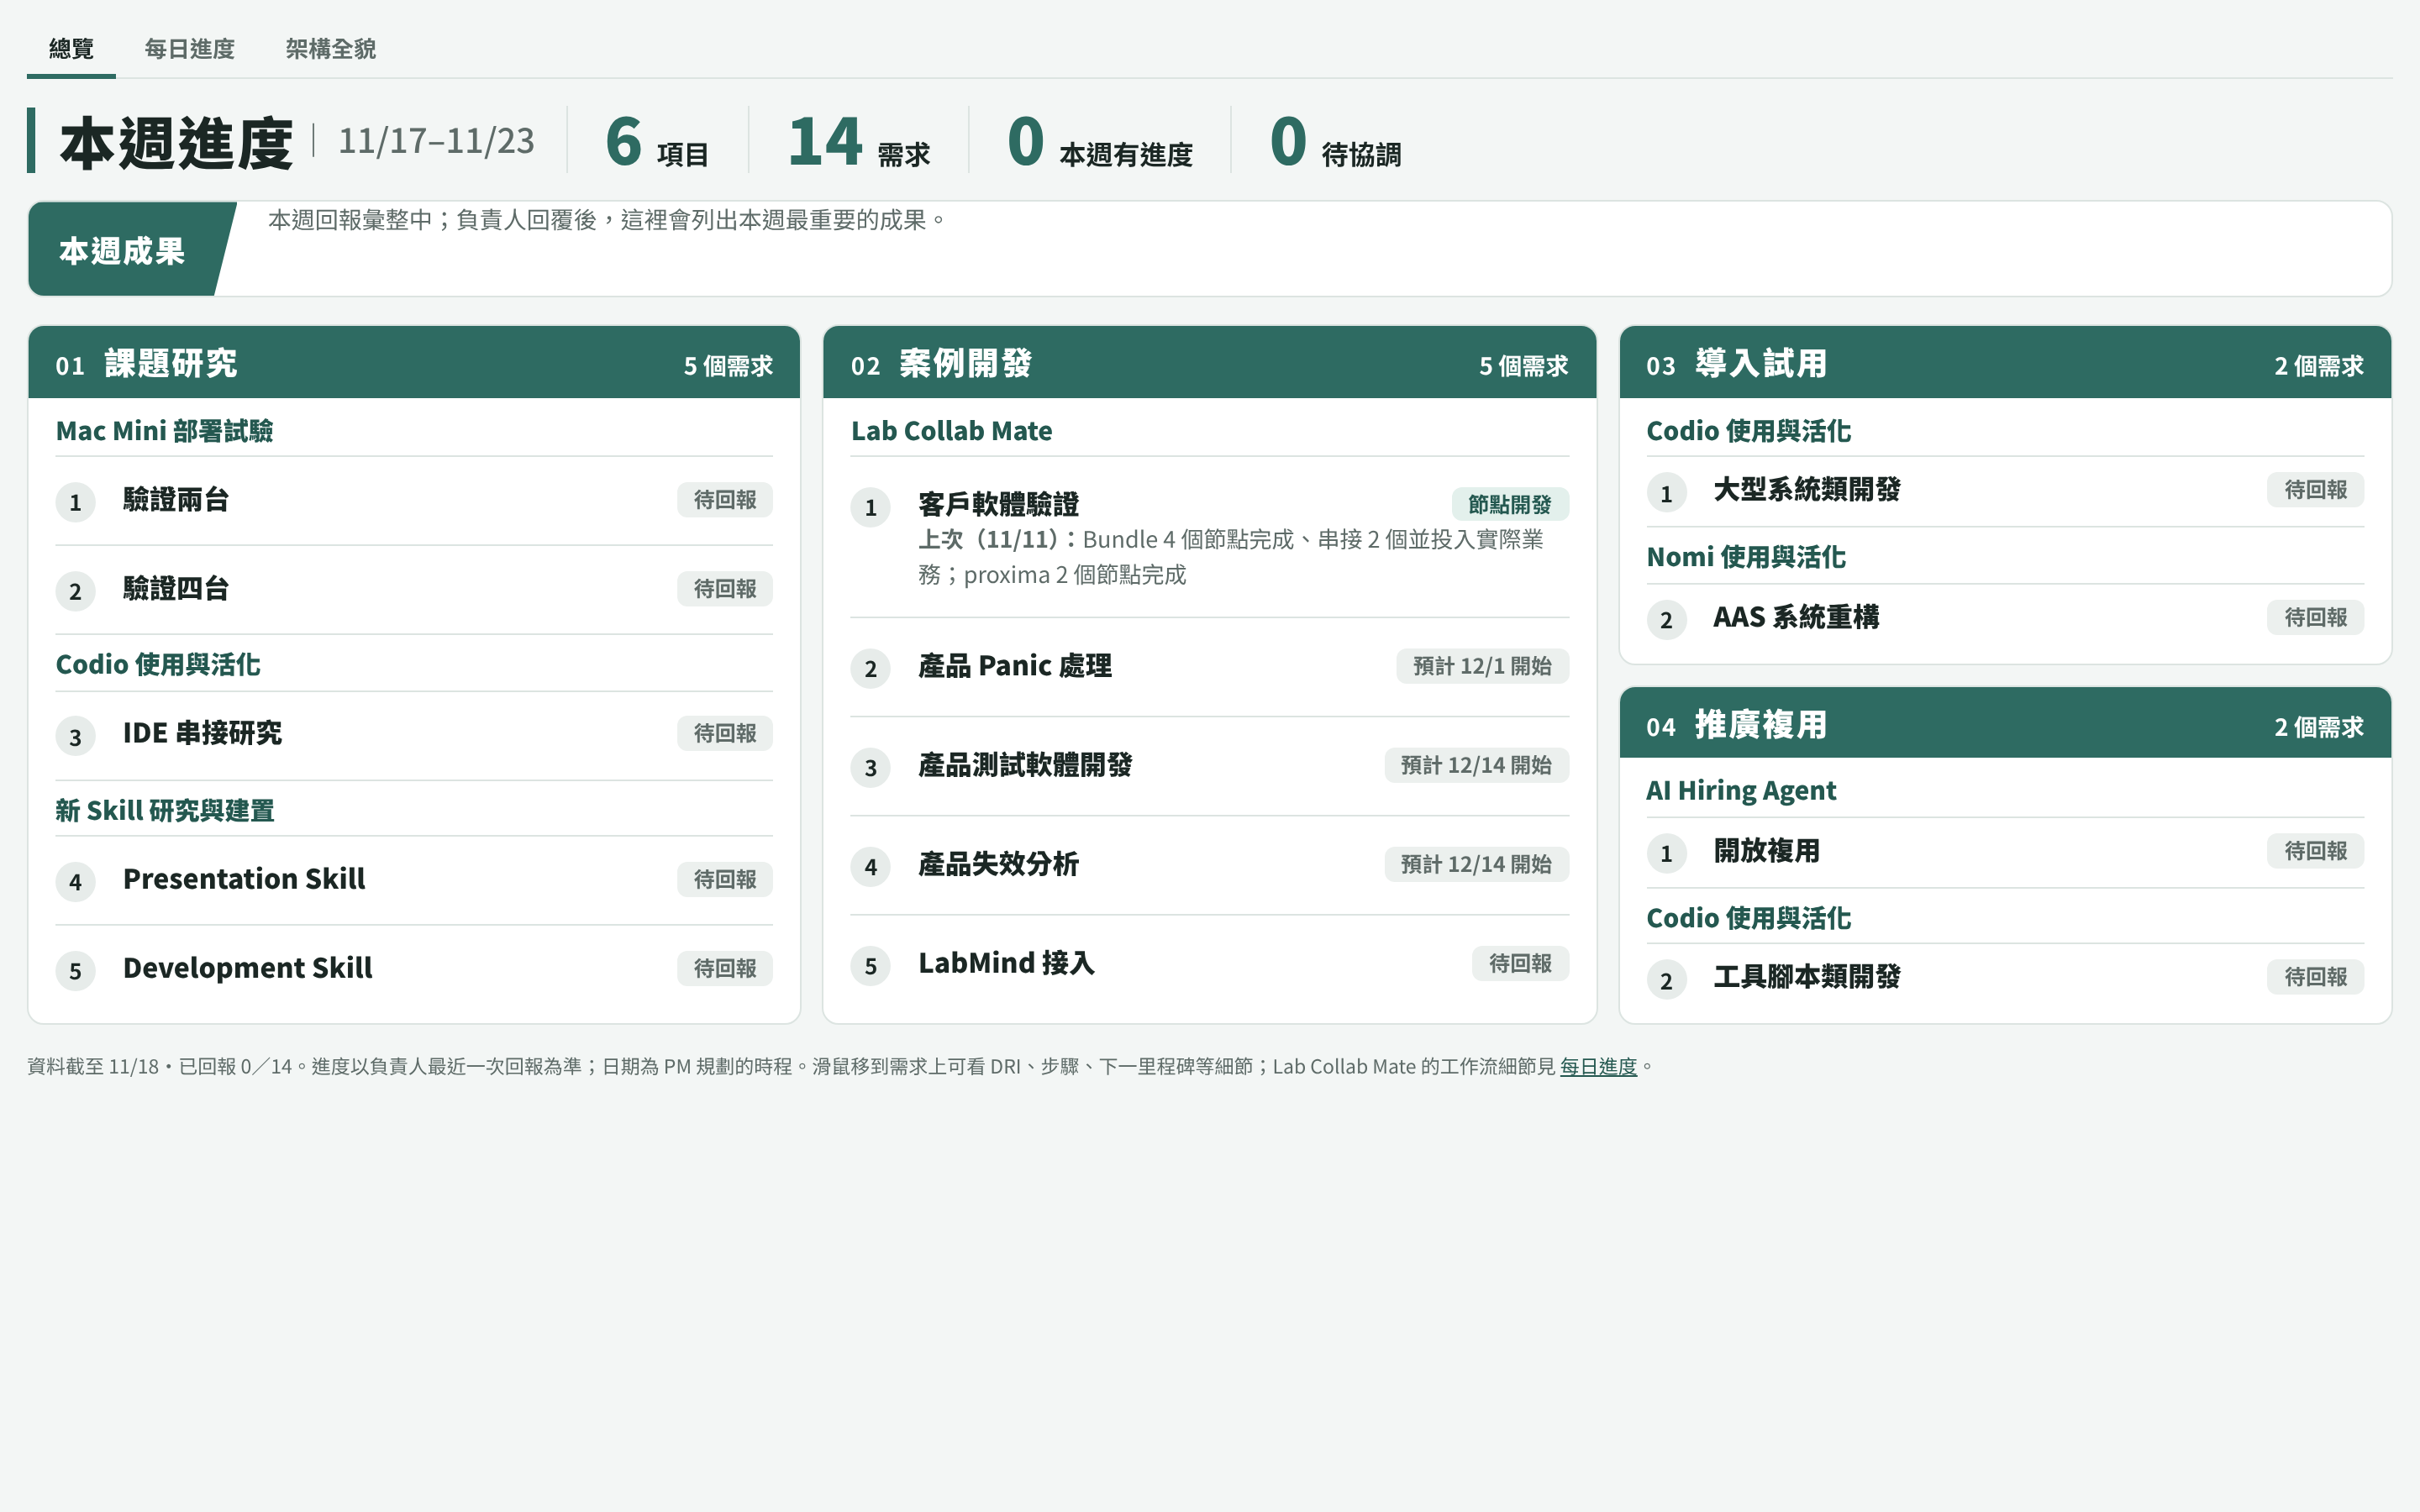 總覽 每日進度 架構全貌
本週進度 11/17–11/23 6 項目 14 需求 0 本週有進度 0 待協調
本週成果
本週回報彙整中；負責人回覆後，這裡會列出本週最重要的成果。
01 課題研究 5 個需求
Mac Mini 部署試驗
1 驗證兩台 待回報
2 驗證四台 待回報
Codio 使用與活化
3 IDE 串接研究 待回報
新 Skill 研究與建置
4 Presentation Skill 待回報
5 Development Skill 待回報
02 案例開發 5 個需求
Lab Collab Mate
1 客戶軟體驗證 節點開發
上次（11/11）：Bundle 4 個節點完成、串接 2 個並投入實際業
務；proxima 2 個節點完成
2 產品 Panic 處理 預計 12/1 開始
3 產品測試軟體開發 預計 12/14 開始
4 產品失效分析 預計 12/14 開始
5 LabMind 接入 待回報
03 導入試用 2 個需求
Codio 使用與活化
1 大型系統類開發 待回報
Nomi 使用與活化
2 AAS 系統重構 待回報
04 推廣複用 2 個需求
AI Hiring Agent
1 開放複用 待回報
Codio 使用與活化
2 工具腳本類開發 待回報
資料截至 11/18・已回報 0／14。進度以負責人最近一次回報為準；日期為 PM 規劃的時程。滑鼠移到需求上可看 DRI、步驟、下一里程碑等細節；Lab Collab Mate 的工作流細節見 每日進度。